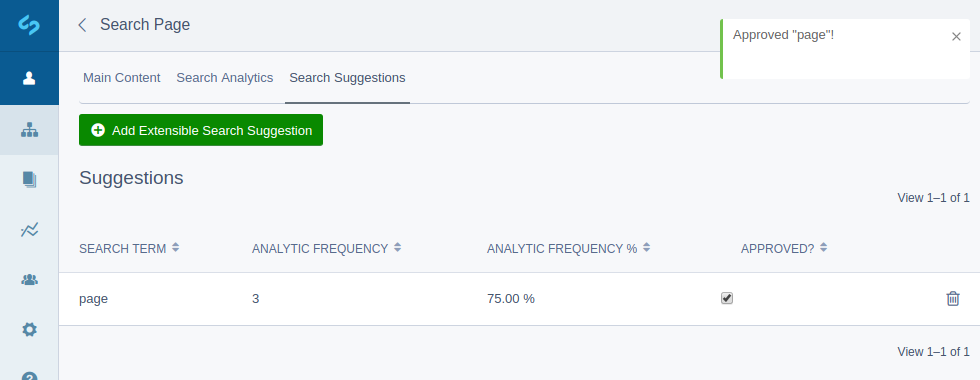 Search Page
Approved "page"!
Main Content Search Analytics Search Suggestions
Add Extensible Search Suggestion
Suggestions
View 1–1 of 1
SEARCH TERM ANALYTIC FREQUENCY ANALYTIC FREQUENCY % APPROVED?
page 3 75.00 %
View 1–1 of 1